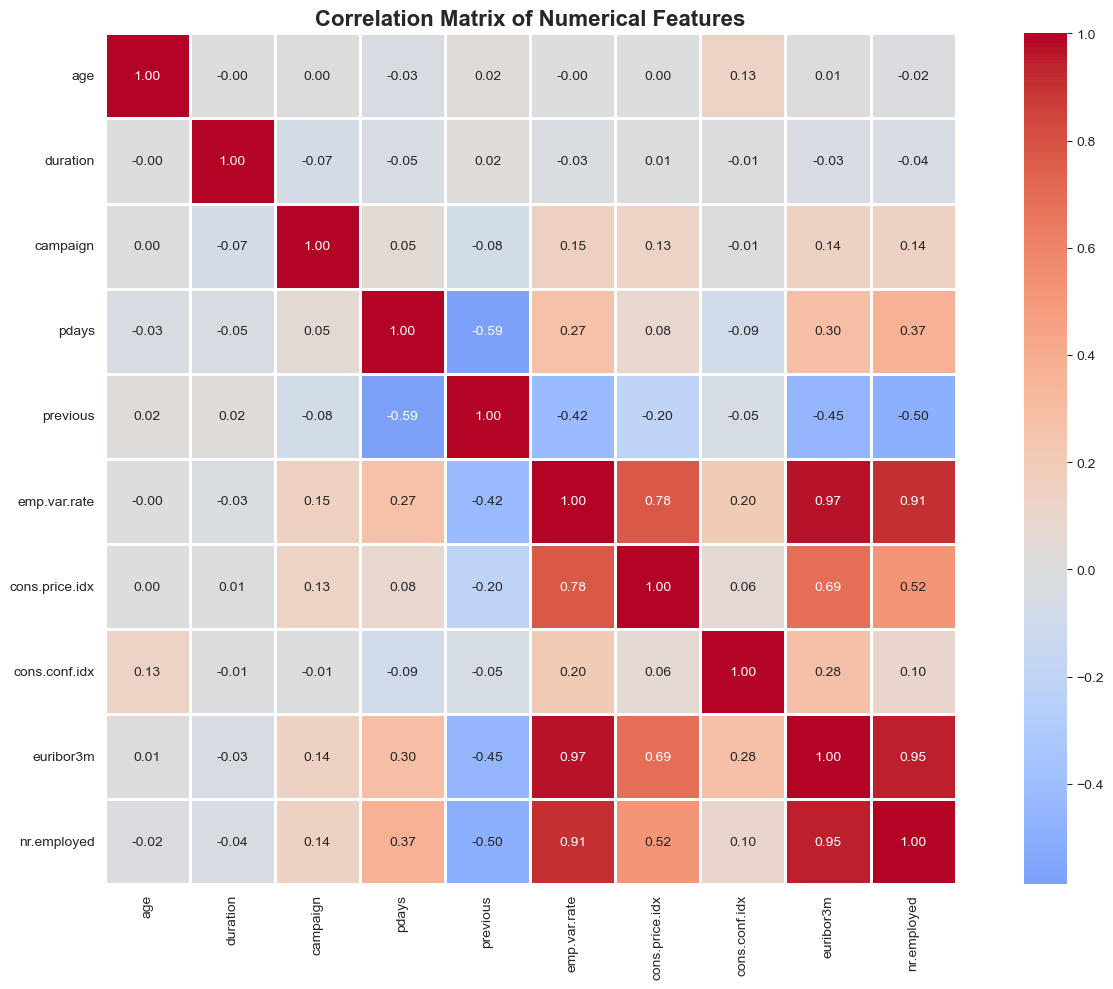 Correlation Matrix of Numerical Features
age 1.00 -0.00 0.00 -0.03 0.02 -0.00 0.00 0.13 0.01 -0.02
duration -0.00 1.00 -0.07 -0.05 0.02 -0.03 0.01 -0.01 -0.03 -0.04
campaign 0.00 -0.07 1.00 0.05 -0.08 0.15 0.13 -0.01 0.14 0.14
pdays -0.03 -0.05 0.05 1.00 -0.59 0.27 0.08 -0.09 0.30 0.37
previous 0.02 0.02 -0.08 -0.59 1.00 -0.42 -0.20 -0.05 -0.45 -0.50
emp.var.rate -0.00 -0.03 0.15 0.27 -0.42 1.00 0.78 0.20 0.97 0.91
cons.price.idx 0.00 0.01 0.13 0.08 -0.20 0.78 1.00 0.06 0.69 0.52
cons.conf.idx 0.13 -0.01 -0.01 -0.09 -0.05 0.20 0.06 1.00 0.28 0.10
euribor3m 0.01 -0.03 0.14 0.30 -0.45 0.97 0.69 0.28 1.00 0.95
nr.employed -0.02 -0.04 0.14 0.37 -0.50 0.91 0.52 0.10 0.95 1.00
age duration campaign pdays previous emp.var.rate cons.price.idx cons.conf.idx euribor3m nr.employed
1.0
0.8
0.6
0.4
0.2
0.0
−0.2
−0.4